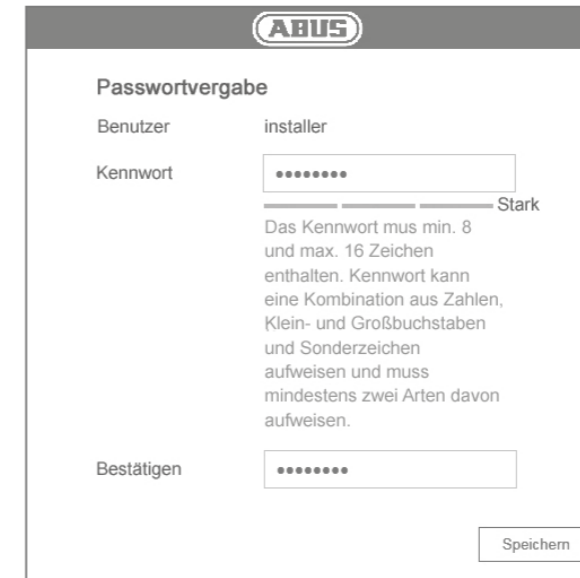 ABUS
Passwortvergabe
Benutzer installer
Kennwort ••••••••
Stark
Das Kennwort mus min. 8
und max. 16 Zeichen
enthalten. Kennwort kann
eine Kombination aus Zahlen,
Klein- und Großbuchstaben
und Sonderzeichen
aufweisen und muss
mindestens zwei Arten davon
aufweisen.
Bestätigen ••••••••
Speichern